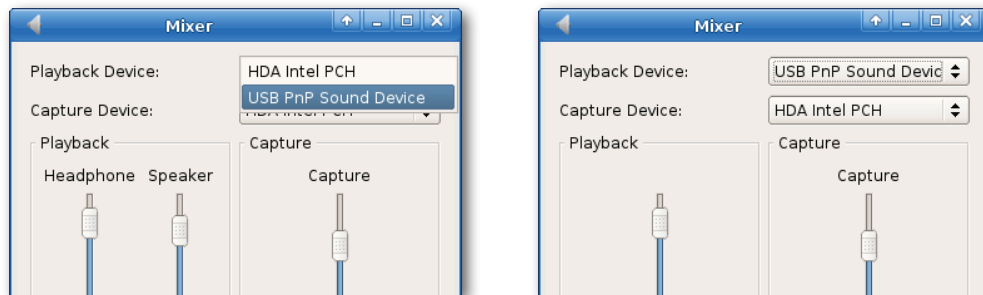 Mixer
Playback Device:
HDA Intel PCH
USB PnP Sound Device
Capture Device:
Playback
Capture
Headphone Speaker
Capture
Mixer
Playback Device:
USB PnP Sound Devic
Capture Device:
HDA Intel PCH
Playback
Capture
Capture